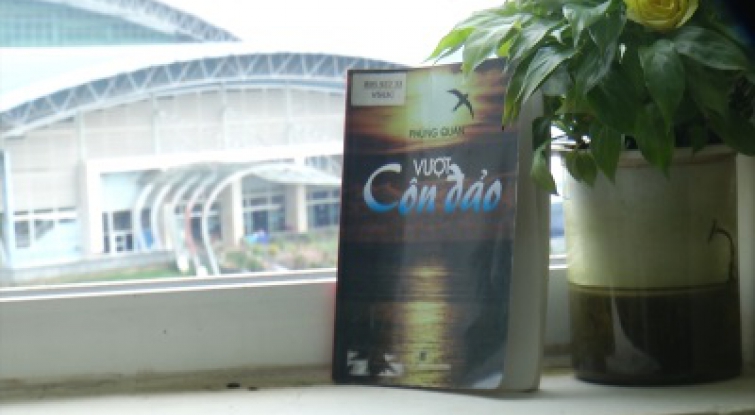 PHÙNG QUÁN
VƯỢT
Côn đảo